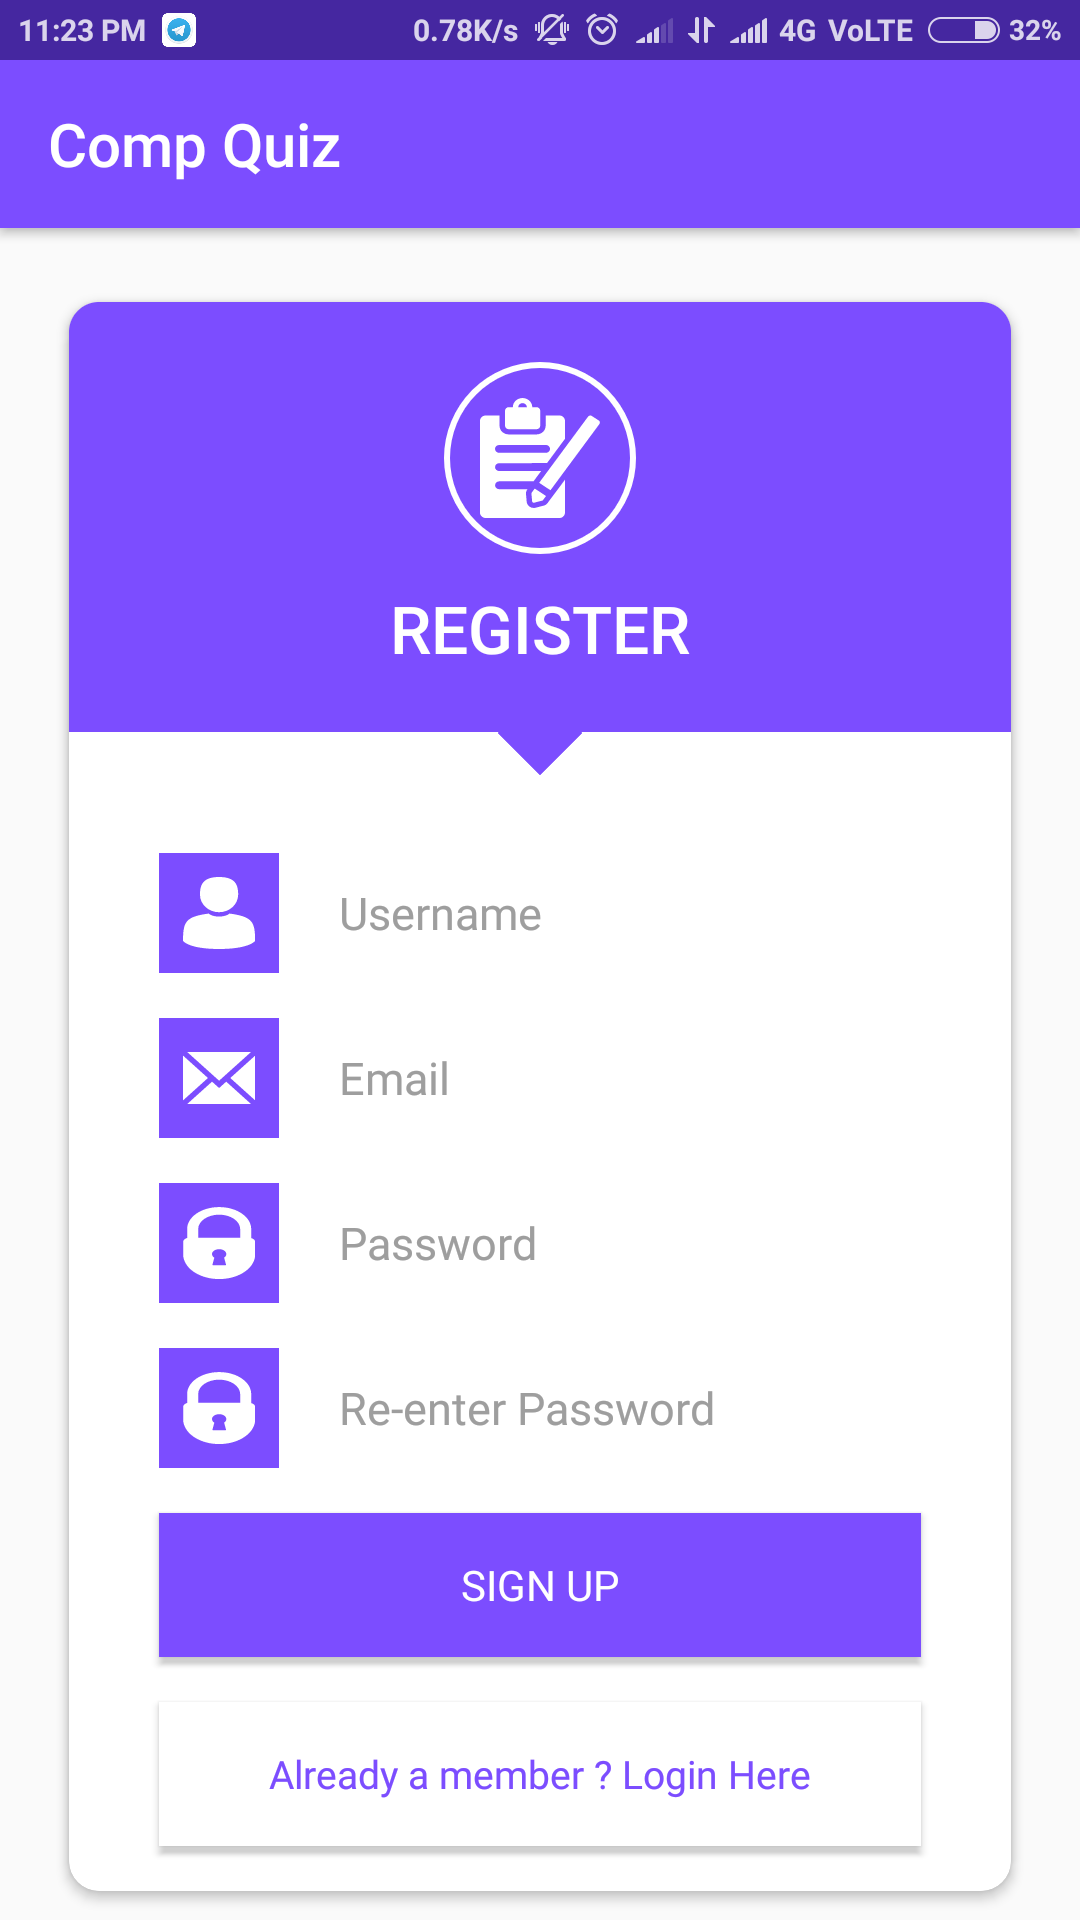 11:23 PM 0.78K/s 4G VoLTE 32%
Comp Quiz
REGISTER
Username
Email
Password
Re-enter Password
SIGN UP
Already a member ? Login Here